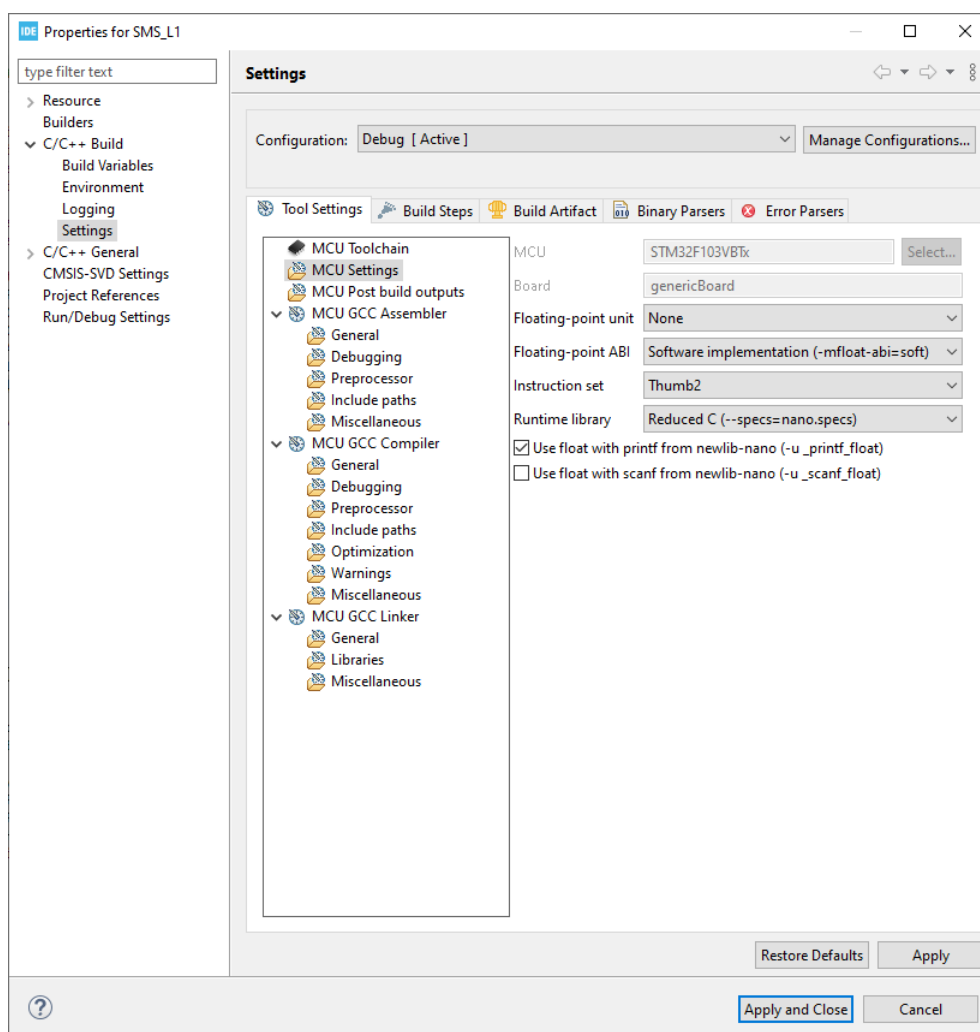 IDE Properties for SMS_L1
type filter text
Settings
Resource
Builders
C/C++ Build
Build Variables
Environment
Logging
Settings
C/C++ General
CMSIS-SVD Settings
Project References
Run/Debug Settings
Configuration: Debug [ Active ] Manage Configurations...
Tool Settings Build Steps Build Artifact Binary Parsers Error Parsers
MCU Toolchain
MCU Settings
MCU Post build outputs
MCU GCC Assembler
General
Debugging
Preprocessor
Include paths
Miscellaneous
MCU GCC Compiler
General
Debugging
Preprocessor
Include paths
Optimization
Warnings
Miscellaneous
MCU GCC Linker
General
Libraries
Miscellaneous
MCU STM32F103VBTx Select...
Board genericBoard
Floating-point unit None
Floating-point ABI Software implementation (-mfloat-abi=soft)
Instruction set Thumb2
Runtime library Reduced C (--specs=nano.specs)
Use float with printf from newlib-nano (-u _printf_float)
Use float with scanf from newlib-nano (-u _scanf_float)
Restore Defaults Apply
? Apply and Close Cancel